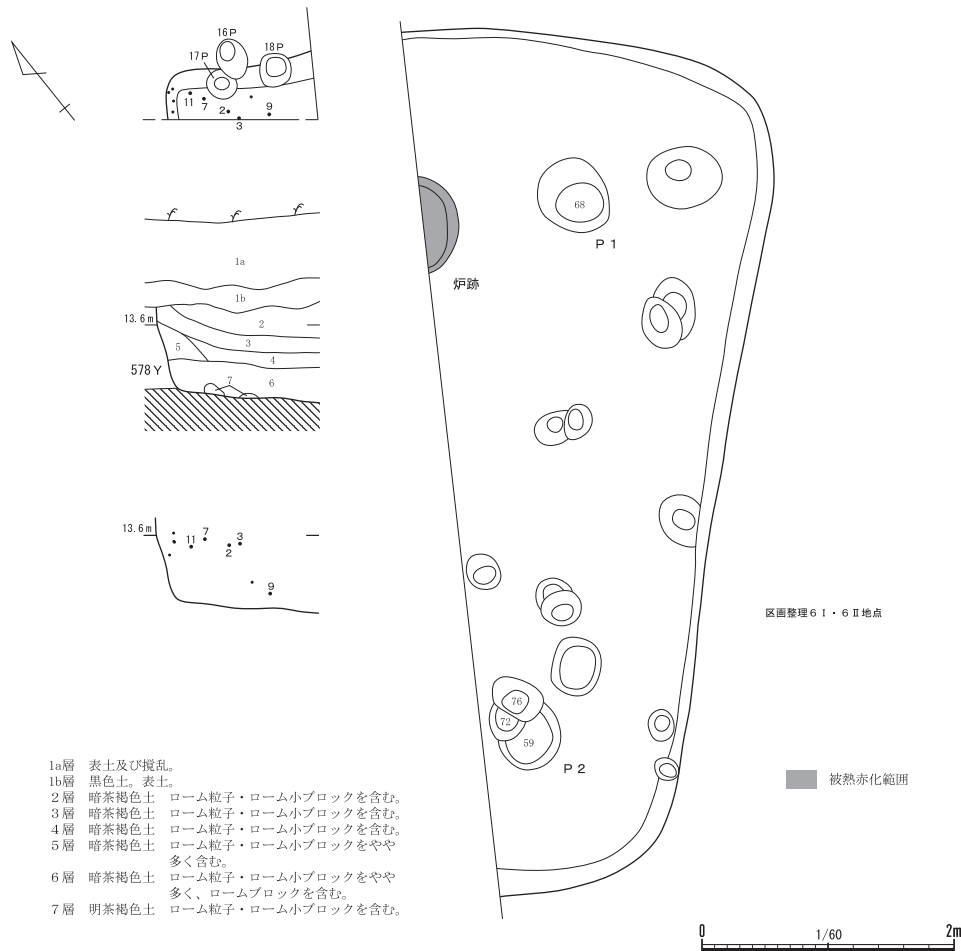 16P
17P
18P
11
7
2
3
9
1a
1b
13.6m
2
3
5
4
578Y
7
6
13.6m
11
7
2
3
9
68
P 1
炉跡
76
72
59
P 2
区画整理6Ⅰ・6Ⅱ地点
被熱赤化範囲
1a層 表土及び撹乱。
1b層 黒色土。表土。
2層 暗茶褐色土 ローム粒子・ローム小ブロックを含む。
3層 暗茶褐色土 ローム粒子・ローム小ブロックを含む。
4層 暗茶褐色土 ローム粒子・ローム小ブロックを含む。
5層 暗茶褐色土 ローム粒子・ローム小ブロックをやや
多く含む。
6層 暗茶褐色土 ローム粒子・ローム小ブロックをやや
多く、ロームブロックを含む。
7層 明茶褐色土 ローム粒子・ローム小ブロックを含む。
0 1/60 2m